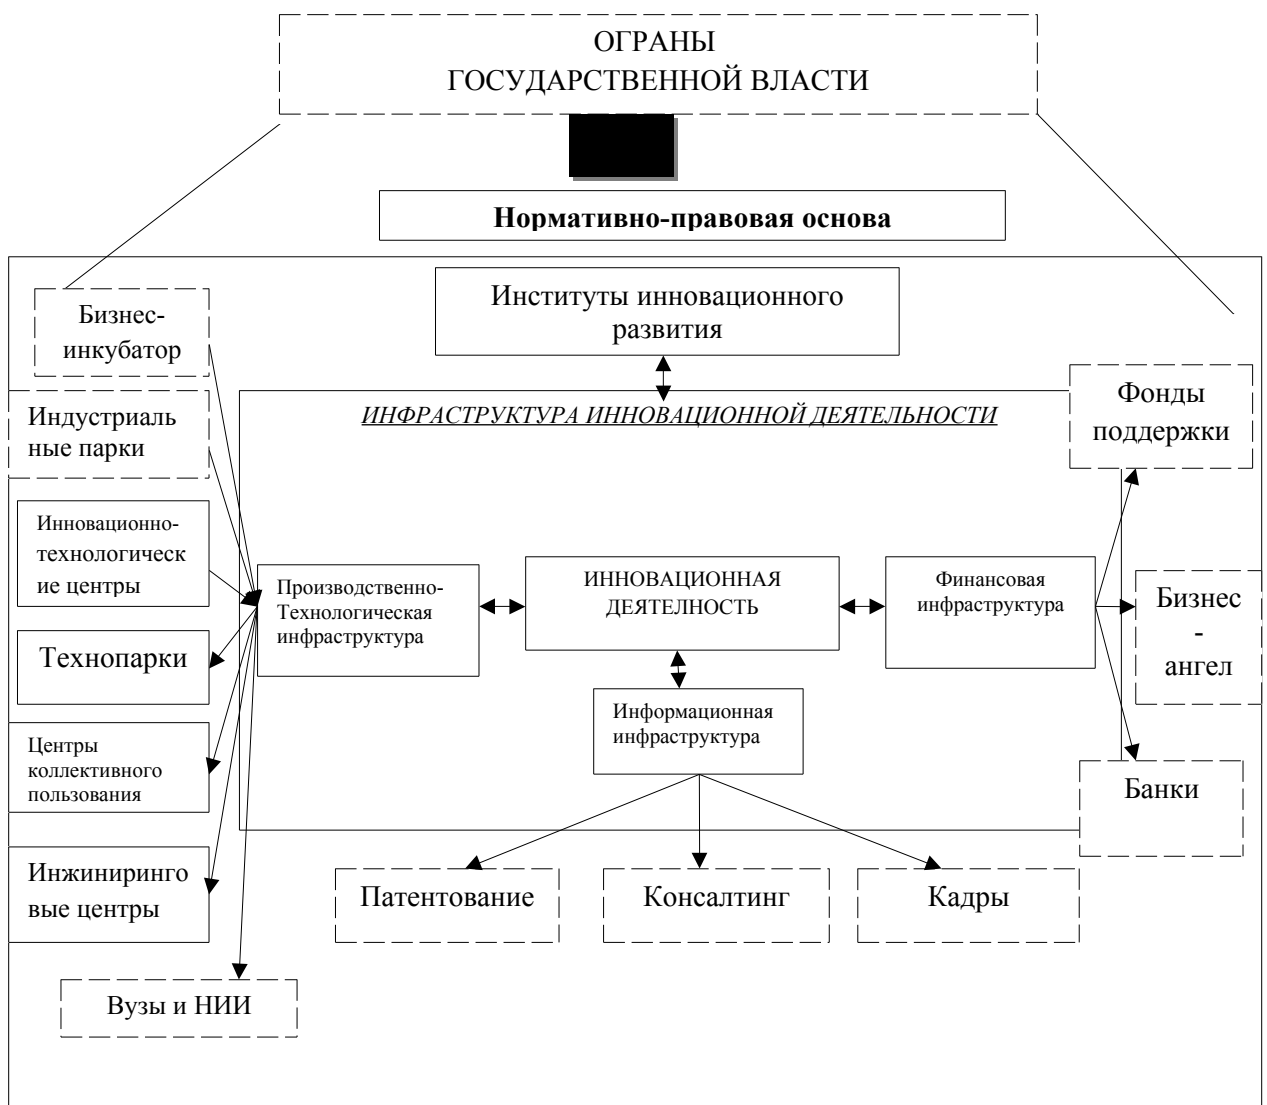 ОГРАНЫ
ГОСУДАРСТВЕННОЙ ВЛАСТИ
Нормативно-правовая основа
Институты инновационного
развития
Бизнес-
инкубатор
ИНФРАСТРУКТУРА ИННОВАЦИОННОЙ ДЕЯТЕЛЬНОСТИ
Фонды
поддержки
Индустриаль
ные парки
Инновационно-
технологическ
ие центры
Производственно-
Технологическая
инфраструктура
ИННОВАЦИОННАЯ
ДЕЯТЕЛНОСТЬ
Финансовая
инфраструктура
Бизнес
-
ангел
Технопарки
Информационная
инфраструктура
Центры
коллективного
пользования
Банки
Инжиниринго
вые центры
Патентование
Консалтинг
Кадры
Вузы и НИИ